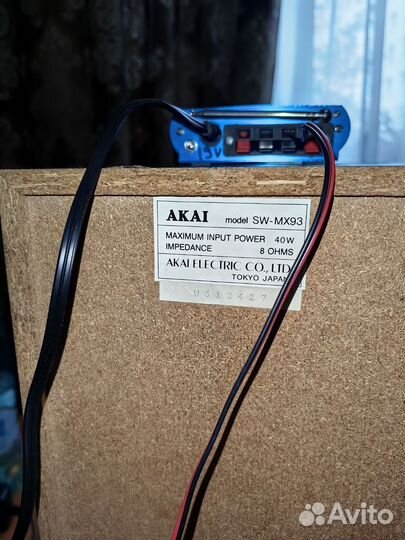 AKAI model SW-MX93
MAXIMUM INPUT POWER 40W
IMPEDANCE 8 OHMS
AKAI ELECTRIC CO., LTD.
TOKYO JAPAN
Avito